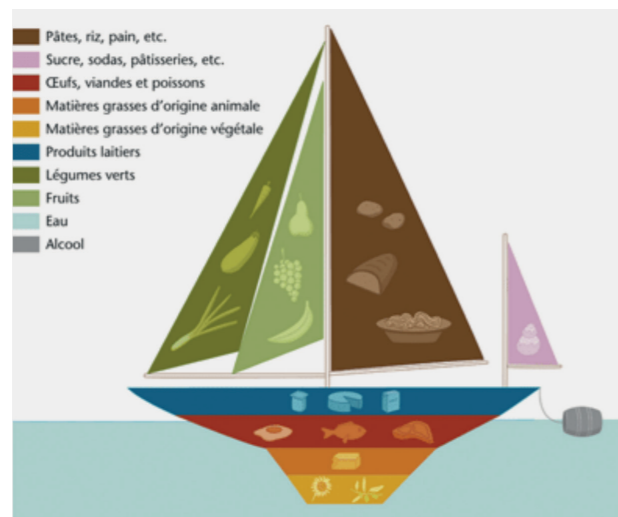 Pâtes, riz, pain, etc.
Sucre, sodas, pâtisseries, etc.
Œufs, viandes et poissons
Matières grasses d'origine animale
Matières grasses d'origine végétale
Produits laitiers
Légumes verts
Fruits
Eau
Alcool